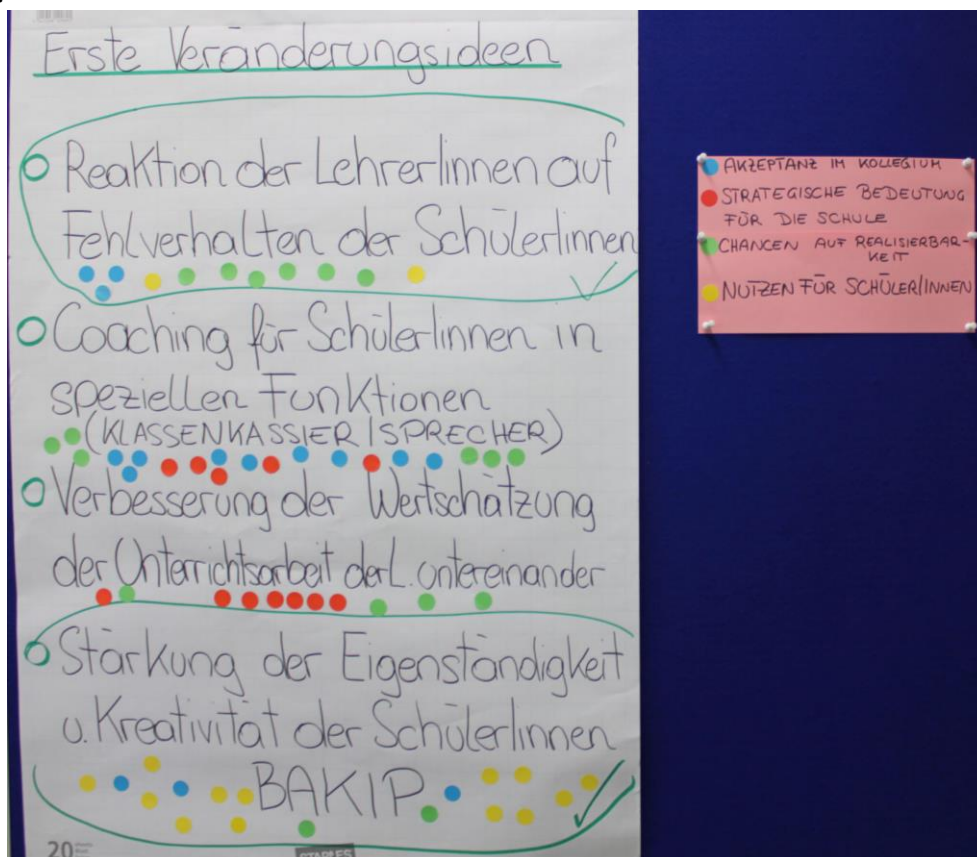 Erste Veränderungsideen
Reaktion der LehrerInnen auf
Fehlverhalten der SchülerInnen
Coaching für SchülerInnen in
speziellen Funktionen
(KLASSENKASSIER/SPRECHER)
Verbesserung der Wertschätzung
der Unterrichtsarbeit der L. untereinander
Stärkung der Eigenständigkeit
u. Kreativität der SchülerInnen
BAKIP
20
STAPLES
AKZEPTANZ IM KOLLEGIUM
STRATEGISCHE BEDEUTUNG
FÜR DIE SCHULE
CHANCEN AUF REALISIERBAR-
KEIT
NUTZEN FÜR SCHÜLER/INNEN